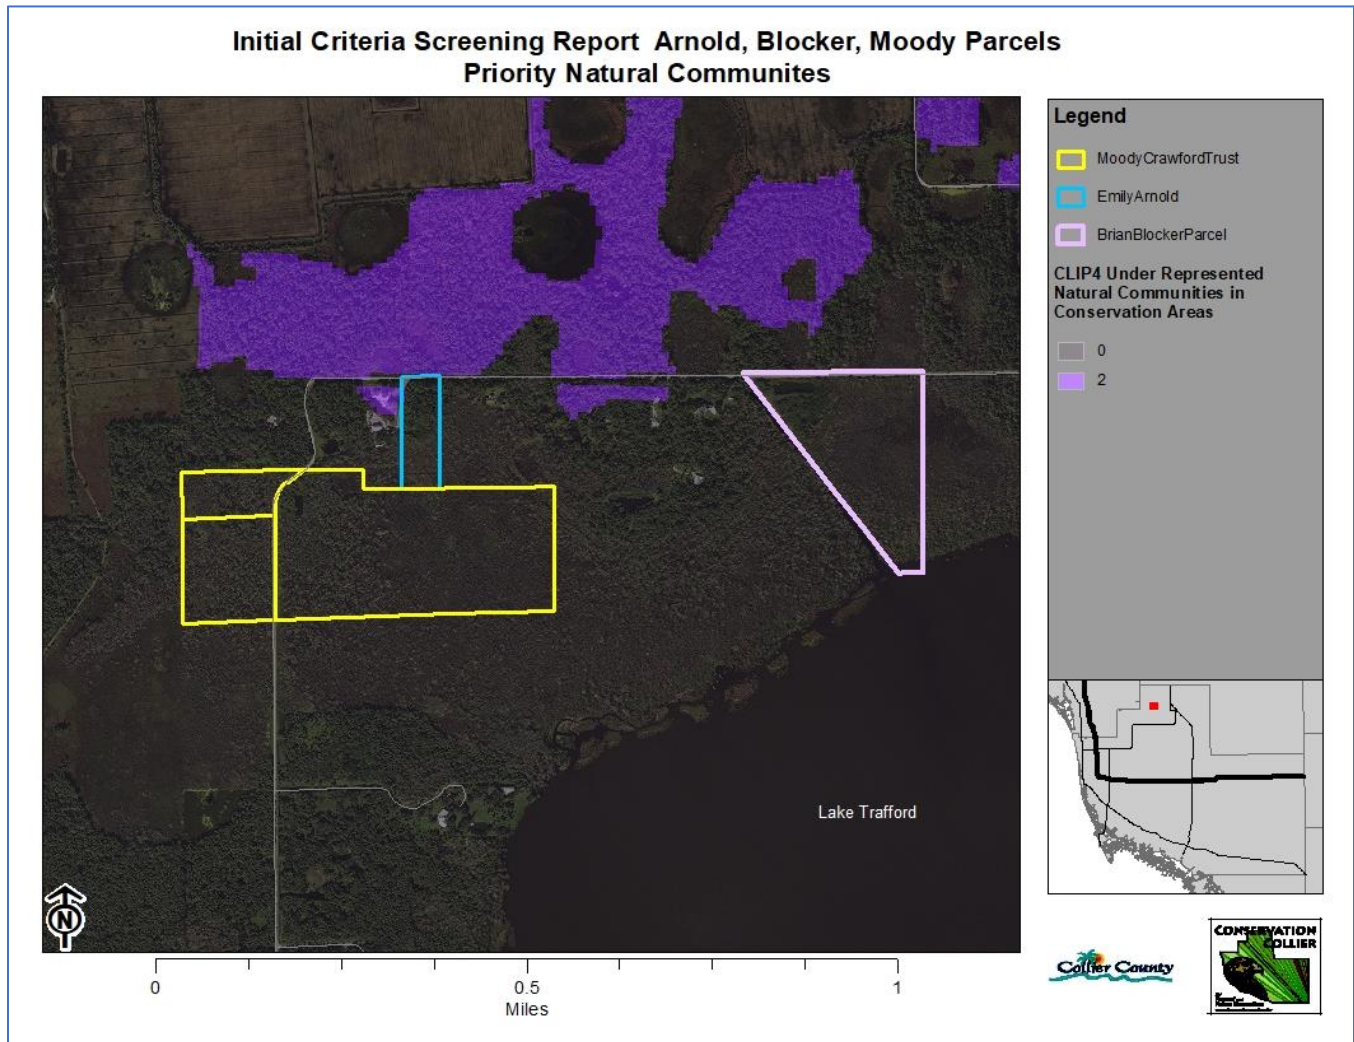 Initial Criteria Screening Report Arnold, Blocker, Moody Parcels
Priority Natural Communites
Legend
MoodyCrawfordTrust
EmilyArnold
BrianBlockerParcel
CLIP4 Under Represented
Natural Communities in
Conservation Areas
0
2
Lake Trafford
N
0
0.5
1
Miles
Collier County
CONSERVATION
COLLIER